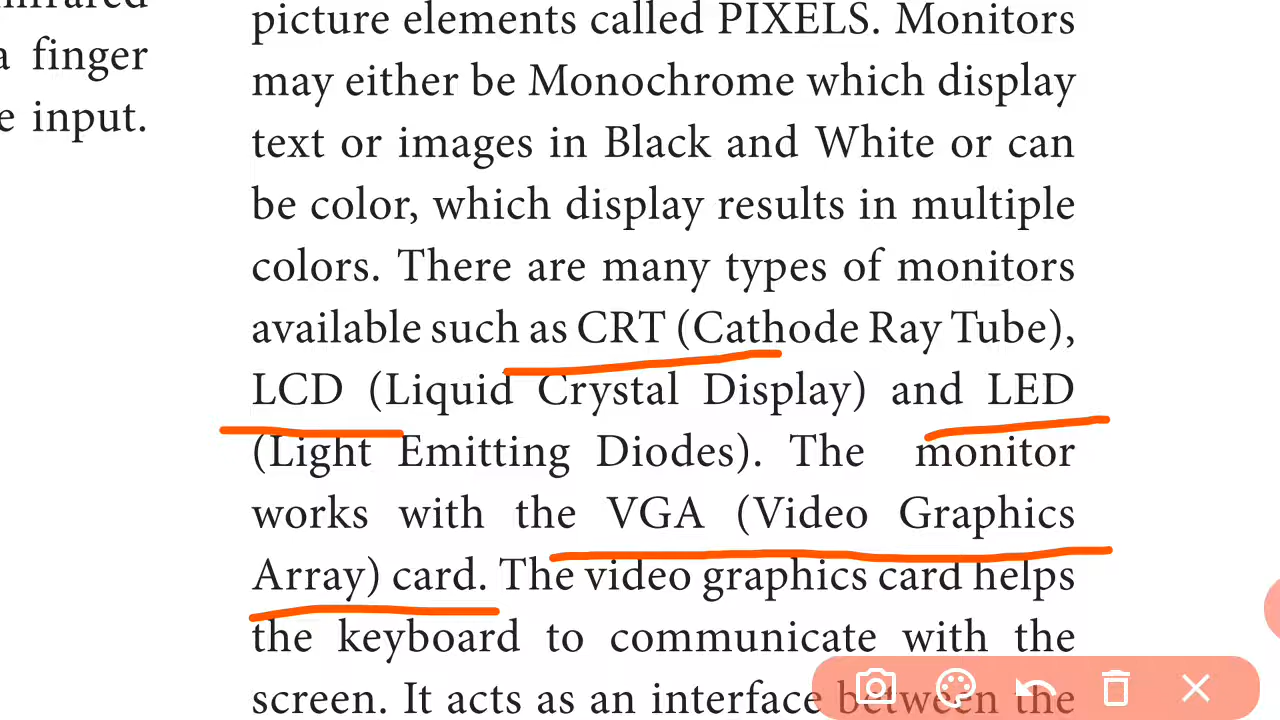 a finger
e input.
picture elements called PIXELS. Monitors
may either be Monochrome which display
text or images in Black and White or can
be color, which display results in multiple
colors. There are many types of monitors
available such as CRT (Cathode Ray Tube),
LCD (Liquid Crystal Display) and LED
(Light Emitting Diodes). The monitor
works with the VGA (Video Graphics
Array) card. The video graphics card helps
the keyboard to communicate with the
screen. It acts as an interface between the